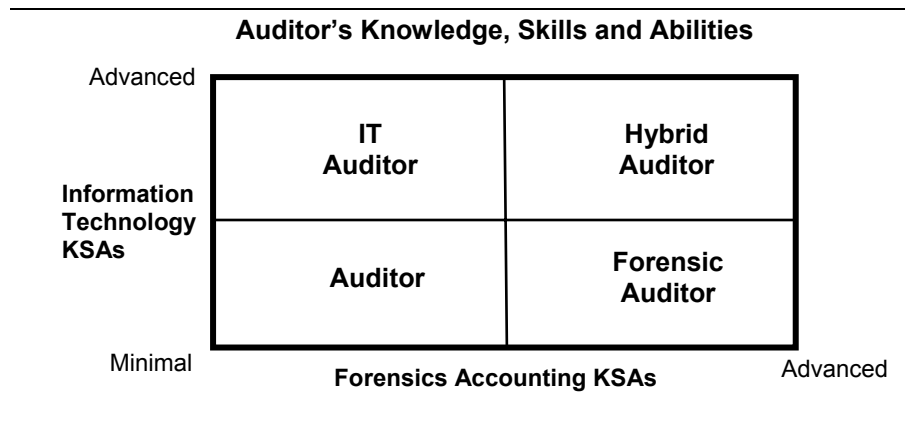 Auditor’s Knowledge, Skills and Abilities
Advanced
IT
Auditor
Hybrid
Auditor
Information
Technology
KSAs
Auditor
Forensic
Auditor
Minimal
Forensics Accounting KSAs
Advanced